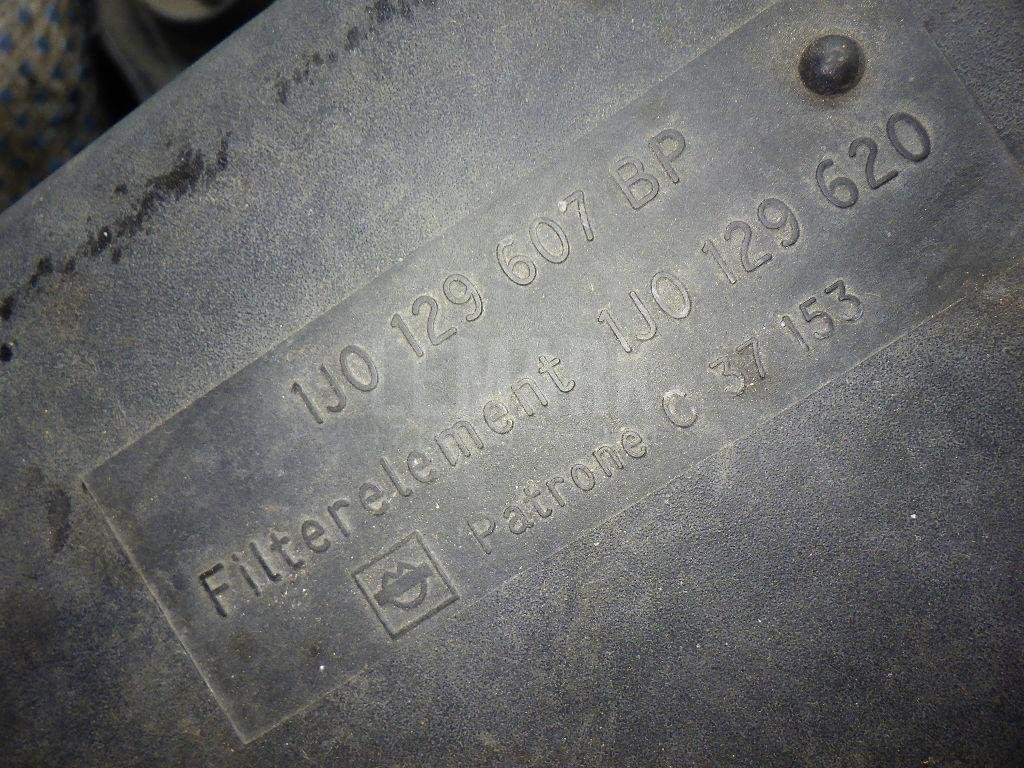 1J0 129 607 BP
Filterelement 1J0 129 620
Patrone C 37 153